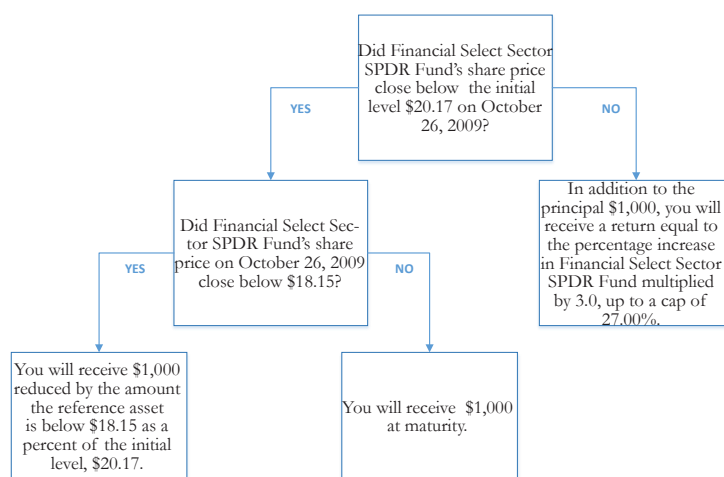 Did Financial Select Sector
SPDR Fund's share price
close below the initial
level $20.17 on October
26, 2009?
YES
NO
Did Financial Select Sec-
tor SPDR Fund's share
price on October 26, 2009
close below $18.15?
In addition to the
principal $1,000, you will
receive a return equal to
the percentage increase
in Financial Select Sector
SPDR Fund multiplied
by 3.0, up to a cap of
27.00%.
YES
NO
You will receive $1,000
reduced by the amount
the reference asset
is below $18.15 as a
percent of the initial
level, $20.17.
You will receive $1,000
at maturity.